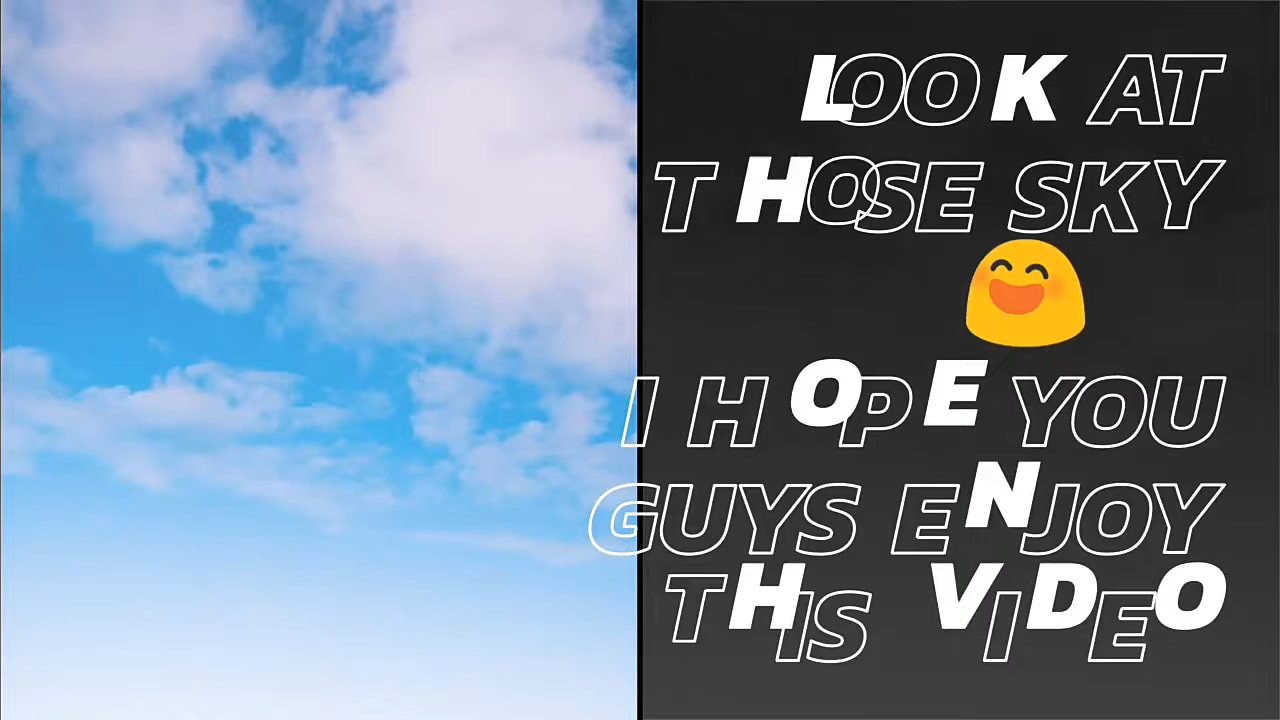 LOOK AT
THOSE SKY
I HOPE YOU
GUYS ENJOY
THIS VIDEO